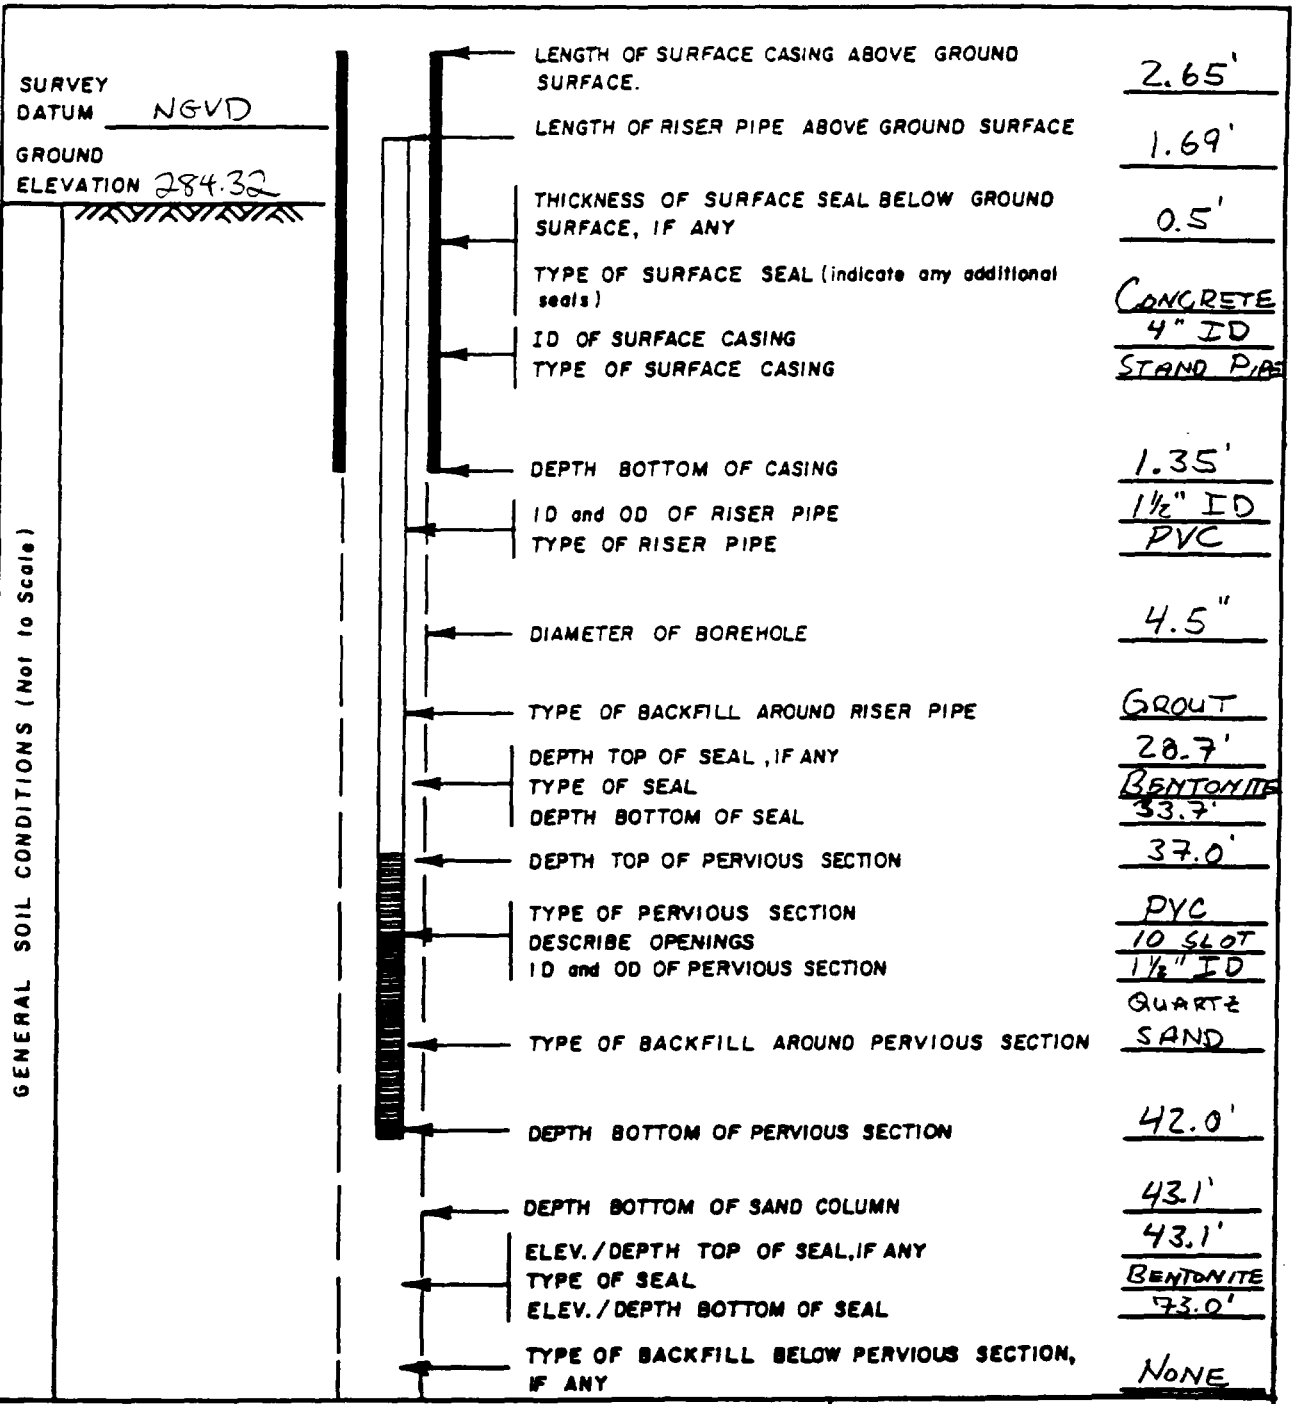 SURVEY
DATUM NGVD
GROUND
ELEVATION 284.32
GENERAL SOIL CONDITIONS (Not to Scale)
LENGTH OF SURFACE CASING ABOVE GROUND
SURFACE. 2.65'
LENGTH OF RISER PIPE ABOVE GROUND SURFACE 1.69'
THICKNESS OF SURFACE SEAL BELOW GROUND
SURFACE, IF ANY 0.5'
TYPE OF SURFACE SEAL (indicate any additional
seals) CONCRETE
ID OF SURFACE CASING 4" ID
TYPE OF SURFACE CASING STAND PIPE
DEPTH BOTTOM OF CASING 1.35'
ID and OD OF RISER PIPE 1½" ID
TYPE OF RISER PIPE PVC
DIAMETER OF BOREHOLE 4.5"
TYPE OF BACKFILL AROUND RISER PIPE GROUT
DEPTH TOP OF SEAL, IF ANY 28.7'
TYPE OF SEAL BENTONITE
DEPTH BOTTOM OF SEAL 33.7'
DEPTH TOP OF PERVIOUS SECTION 37.0'
TYPE OF PERVIOUS SECTION PVC
DESCRIBE OPENINGS 10 SLOT
ID and OD OF PERVIOUS SECTION 1½" ID
QUARTZ
TYPE OF BACKFILL AROUND PERVIOUS SECTION SAND
DEPTH BOTTOM OF PERVIOUS SECTION 42.0'
DEPTH BOTTOM OF SAND COLUMN 43.1'
ELEV./DEPTH TOP OF SEAL, IF ANY 43.1'
TYPE OF SEAL BENTONITE
ELEV./DEPTH BOTTOM OF SEAL 73.0'
TYPE OF BACKFILL BELOW PERVIOUS SECTION,
IF ANY NONE